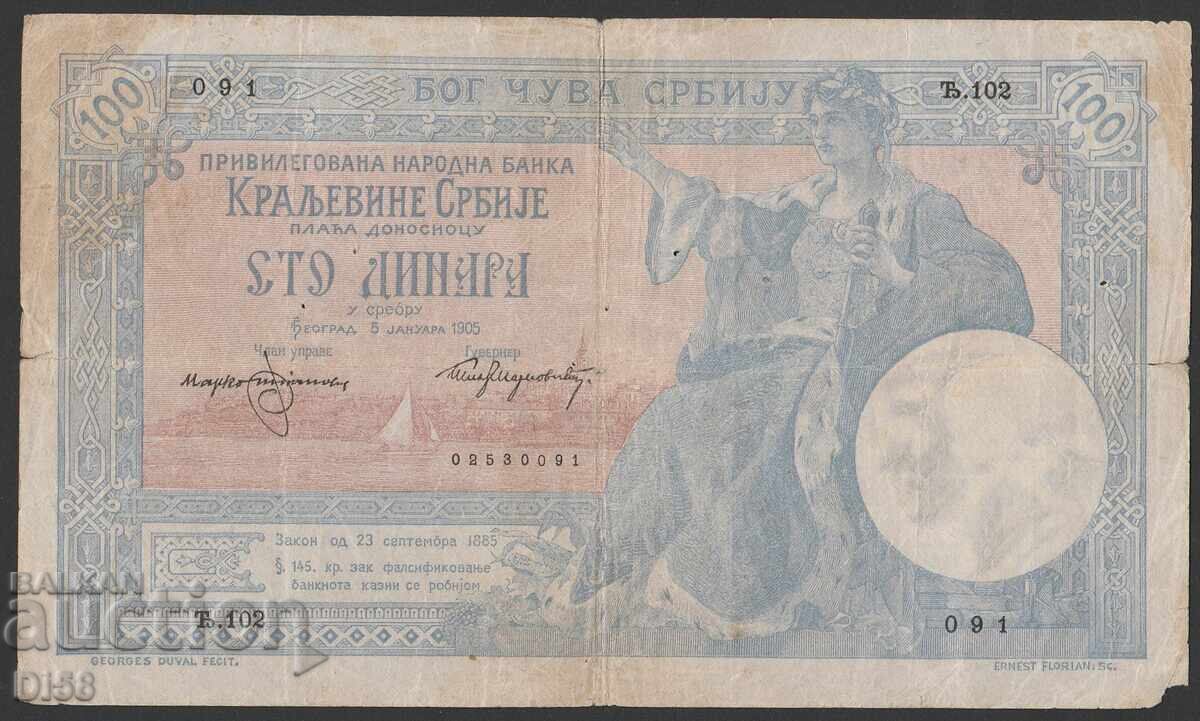 100
091
БОГ ЧУВА СРБИЈУ
Ђ.102
100
ПРИВИЛЕГОВАНА НАРОДНА БАНКА
КРАЉЕВИНЕ СРБИЈЕ
ПЛАЋА ДОНОСИОЦУ
СТО ДИНАРА
у сребру
БЕОГРАД 5 ЈАНУАРА 1905
Члан управе Гувернер
02530091
Закон од 23 септембра 1885
§. 145. кр. зак фалсификовање
банкнота казни се робијом
BALKAN
auction
Ђ.102
091
GEORGES DUVAL FECIT.
ERNEST FLORIAN. SC.
DI58